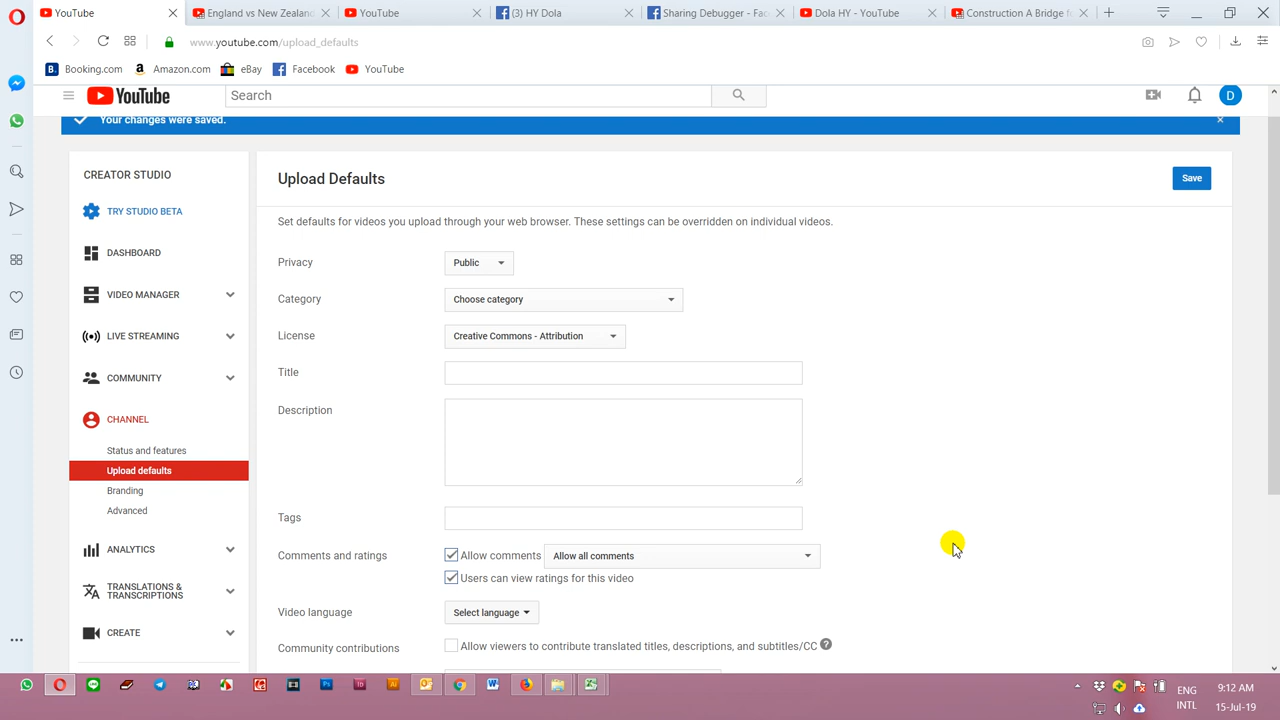 YouTube
England vs New Zealand
YouTube
(3) HY Dola
Sharing Debugger - Fac
Dola HY - YouTube
Construction A Bridge fo
www.youtube.com/upload_defaults
Booking.com
Amazon.com
eBay
Facebook
YouTube
YouTube
Search
D
Your changes were saved.
CREATOR STUDIO
TRY STUDIO BETA
DASHBOARD
VIDEO MANAGER
LIVE STREAMING
COMMUNITY
CHANNEL
Status and features
Upload defaults
Branding
Advanced
ANALYTICS
TRANSLATIONS &
TRANSCRIPTIONS
CREATE
Upload Defaults
Save
Set defaults for videos you upload through your web browser. These settings can be overridden on individual videos.
Privacy
Public
Category
Choose category
License
Creative Commons - Attribution
Title
Description
Tags
Comments and ratings
Allow comments
Allow all comments
Users can view ratings for this video
Video language
Select language
Community contributions
Allow viewers to contribute translated titles, descriptions, and subtitles/CC
ENG
INTL
9:12 AM
15-Jul-19